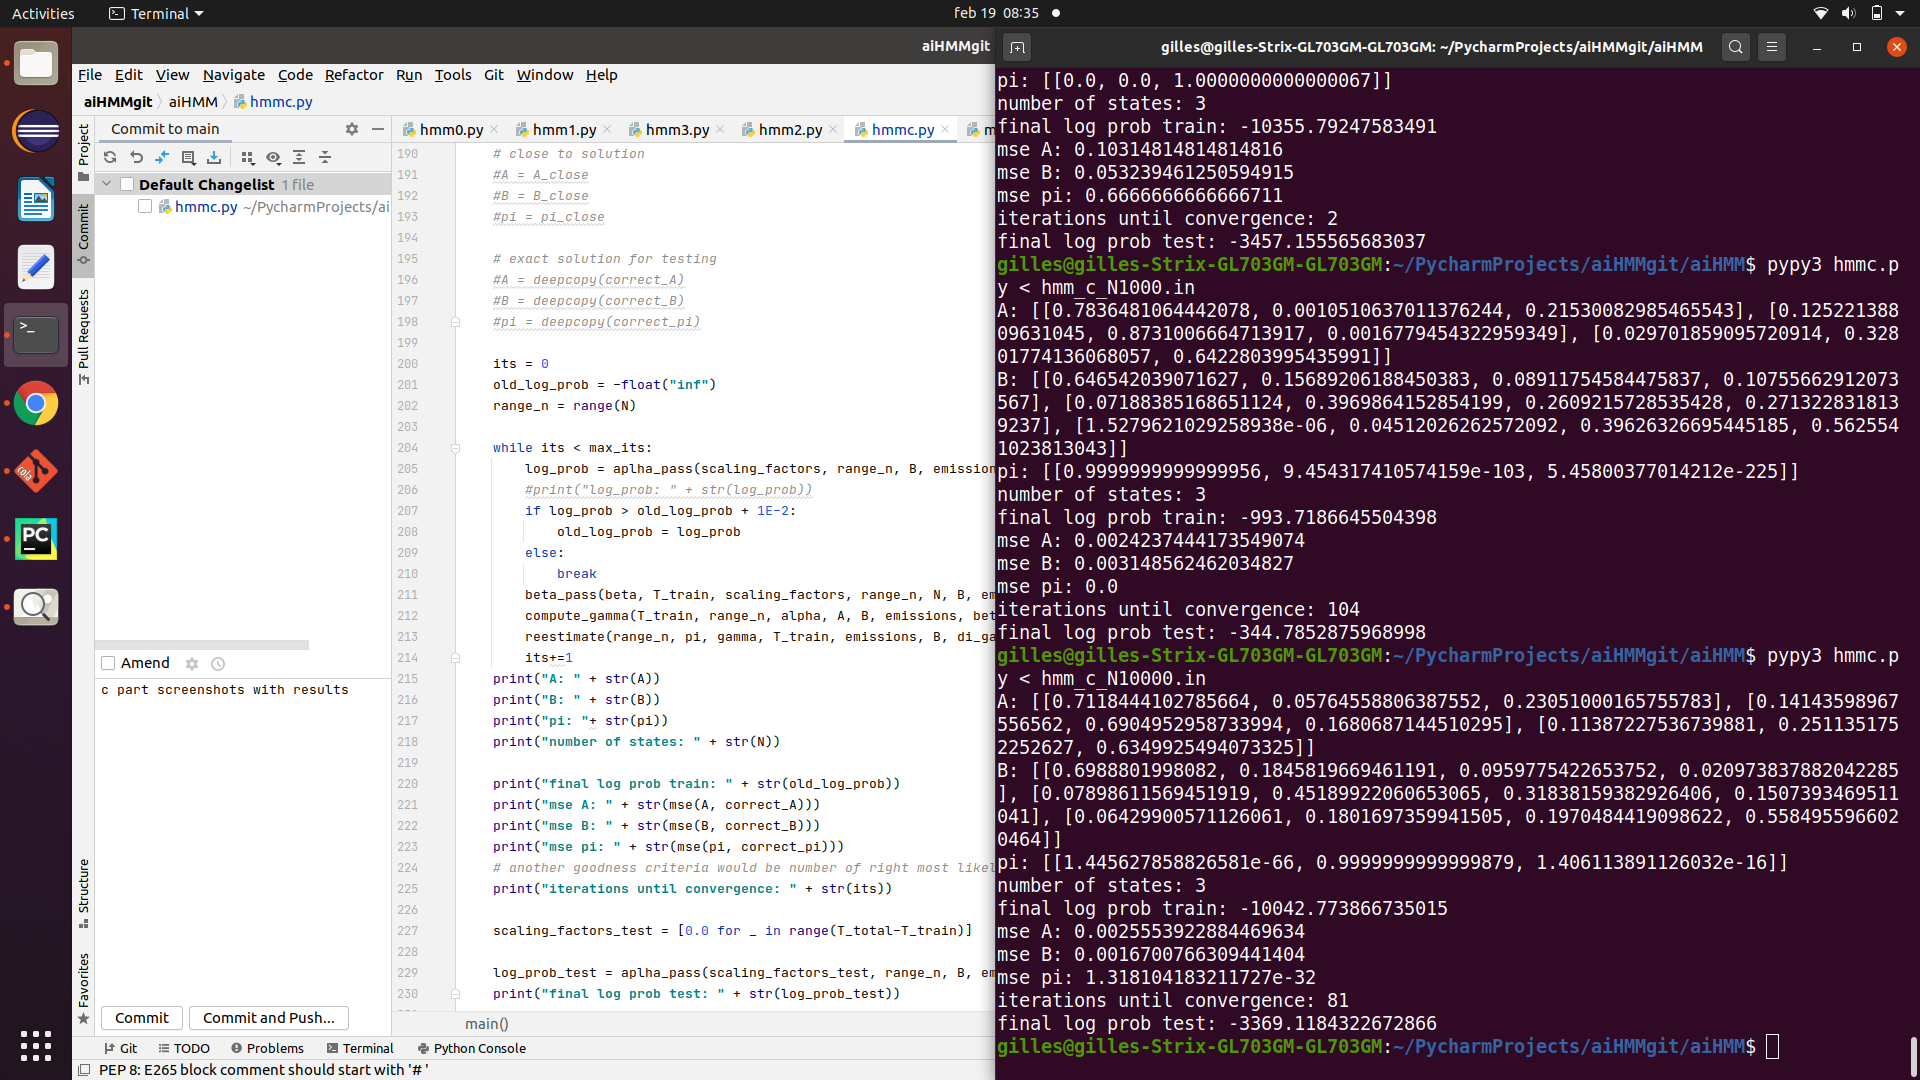 Activities
Terminal
feb 19 08:35
aiHMMgit
File Edit View Navigate Code Refactor Run Tools Git Window Help
aiHMMgit aiHMM hmmc.py
Project
Commit
Pull Requests
Structure
Favorites
Commit to main
Default Changelist 1 file
hmmc.py ~/PycharmProjects/ai
Amend
c part screenshots with results
Commit
Commit and Push...
hmm0.py hmm1.py hmm3.py hmm2.py hmmc.py m
190 # close to solution
191 #A = A_close
192 #B = B_close
193 #pi = pi_close
194
195 # exact solution for testing
196 #A = deepcopy(correct_A)
197 #B = deepcopy(correct_B)
198 #pi = deepcopy(correct_pi)
199
200 its = 0
201 old_log_prob = -float("inf")
202 range_n = range(N)
203
204 while its < max_its:
205 log_prob = aplha_pass(scaling_factors, range_n, B, emission
206 #print("log_prob: " + str(log_prob))
207 if log_prob > old_log_prob + 1E-2:
208 old_log_prob = log_prob
209 else:
210 break
211 beta_pass(beta, T_train, scaling_factors, range_n, N, B, em
212 compute_gamma(T_train, range_n, alpha, A, B, emissions, bet
213 reestimate(range_n, pi, gamma, T_train, emissions, B, di_ga
214 its+=1
215 print("A: " + str(A))
216 print("B: " + str(B))
217 print("pi: "+ str(pi))
218 print("number of states: " + str(N))
219
220 print("final log prob train: " + str(old_log_prob))
221 print("mse A: " + str(mse(A, correct_A)))
222 print("mse B: " + str(mse(B, correct_B)))
223 print("mse pi: " + str(mse(pi, correct_pi)))
224 # another goodness criteria would be number of right most likel
225 print("iterations until convergence: " + str(its))
226
227 scaling_factors_test = [0.0 for _ in range(T_total-T_train)]
228
229 log_prob_test = aplha_pass(scaling_factors_test, range_n, B, em
230 print("final log prob test: " + str(log_prob_test))
main()
Git TODO Problems Terminal Python Console
PEP 8: E265 block comment should start with '# '
gilles@gilles-Strix-GL703GM-GL703GM: ~/PycharmProjects/aiHMMgit/aiHMM
pi: [[0.0, 0.0, 1.0000000000000067]]
number of states: 3
final log prob train: -10355.79247583491
mse A: 0.10314814814814816
mse B: 0.053239461250594915
mse pi: 0.6666666666666711
iterations until convergence: 2
final log prob test: -3457.155565683037
gilles@gilles-Strix-GL703GM-GL703GM:~/PycharmProjects/aiHMMgit/aiHMM$ pypy3 hmmc.p
y < hmm_c_N1000.in
A: [[0.7836481064442078, 0.0010510637011376244, 0.21530082985465543], [0.125221388
09631045, 0.8731006664713917, 0.0016779454322959349], [0.029701859095720914, 0.328
01774136068057, 0.6422803995435991]]
B: [[0.646542039071627, 0.15689206188450383, 0.08911754584475837, 0.10755662912073
567], [0.07188385168651124, 0.3969864152854199, 0.2609215728535428, 0.271322831813
9237], [1.5279621029258938e-06, 0.04512026262572092, 0.39626326695445185, 0.562554
1023813043]]
pi: [[0.9999999999999956, 9.454317410574159e-103, 5.45800377014212e-225]]
number of states: 3
final log prob train: -993.7186645504398
mse A: 0.0024237444173549074
mse B: 0.003148562462034827
mse pi: 0.0
iterations until convergence: 104
final log prob test: -344.7852875968998
gilles@gilles-Strix-GL703GM-GL703GM:~/PycharmProjects/aiHMMgit/aiHMM$ pypy3 hmmc.p
y < hmm_c_N10000.in
A: [[0.7118444102785664, 0.05764558806387552, 0.23051000165755783], [0.14143598967
556562, 0.6904952958733994, 0.1680687144510295], [0.11387227536739881, 0.251135175
2252627, 0.6349925494073325]]
B: [[0.6988801998082, 0.1845819669461191, 0.0959775422653752, 0.020973837882042285
], [0.07898611569451919, 0.45189922060653065, 0.31838159382926406, 0.1507393469511
041], [0.06429900571126061, 0.1801697359941505, 0.1970484419098622, 0.558495596602
0464]]
pi: [[1.445627858826581e-66, 0.9999999999999879, 1.406113891126032e-16]]
number of states: 3
final log prob train: -10042.773866735015
mse A: 0.0025553922884469634
mse B: 0.0016700766309441404
mse pi: 1.318104183211727e-32
iterations until convergence: 81
final log prob test: -3369.1184322672866
gilles@gilles-Strix-GL703GM-GL703GM:~/PycharmProjects/aiHMMgit/aiHMM$